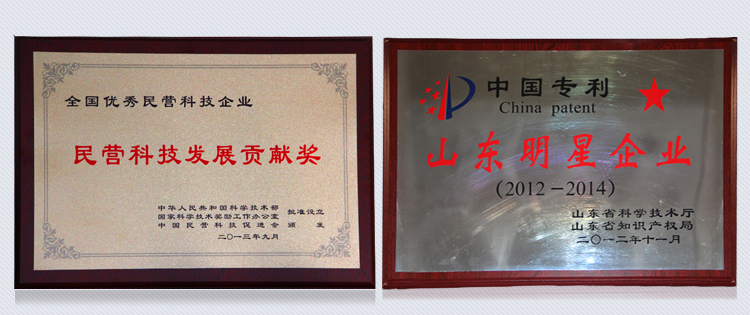 全国优秀民营科技企业
民营科技发展贡献奖
中华人民共和国科学技术部
国家科学技术奖励工作办公室 批准设立
中国民营科技促进会 颁发
二〇一三年九月
中国专利
China patent
山东明星企业
(2012-2014)
山东省科学技术厅
山东省知识产权局
二〇一二年十一月